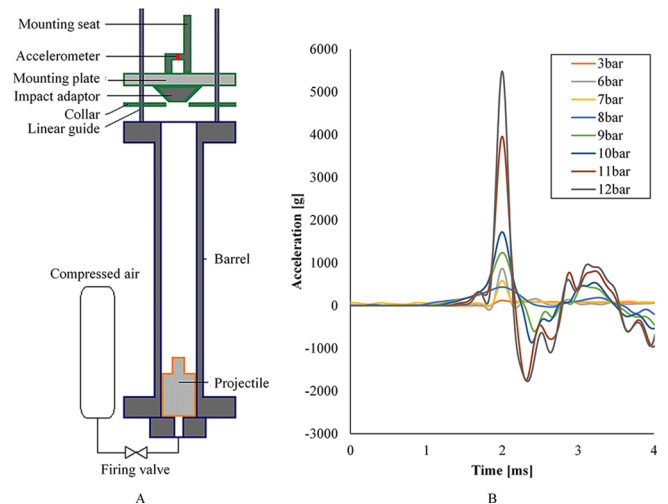 Mounting seat
Accelerometer
Mounting plate
Impact adaptor
Collar
Linear guide
Compressed air
Barrel
Projectile
Firing valve
A
Acceleration [g]
6000
5000
4000
3000
2000
1000
0
-1000
-2000
-3000
3bar
6bar
7bar
8bar
9bar
10bar
11bar
12bar
0
1
2
3
4
Time [ms]
B